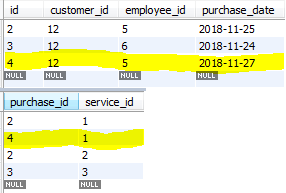 id customer_id employee_id purchase_date
2 12 5 2018-11-25
3 12 6 2018-11-24
4 12 5 2018-11-27
NULL NULL NULL NULL
purchase_id service_id
2 1
4 1
2 2
3 3
NULL NULL